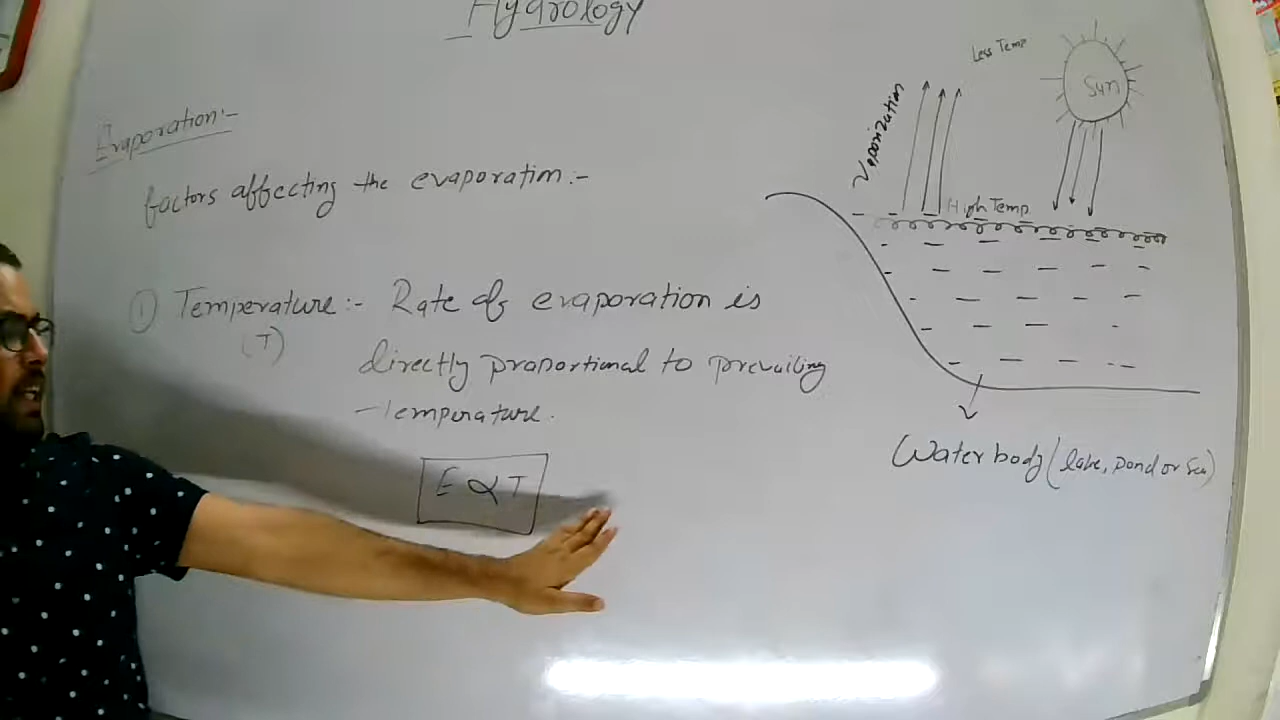 Hydrology
Evaporation:-
factors affecting the evaporation:-
① Temperature:- Rate of evaporation is
(T)
directly proportional to prevailing
Temperature.
E ∝ T
Less Temp
Sun
Vaporization
High Temp
Water body (lake, pond or Sea)